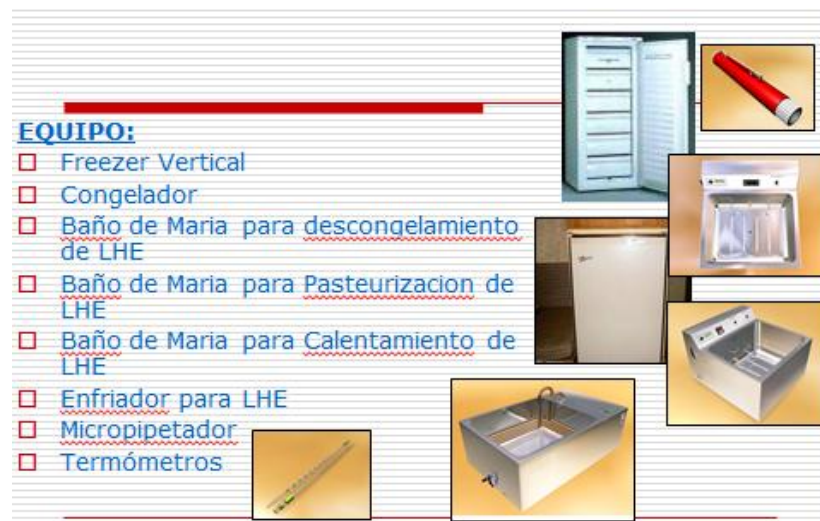 EQUIPO:
Freezer Vertical
Congelador
Baño de Maria para descongelamiento
de LHE
Baño de Maria para Pasteurizacion de
LHE
Baño de Maria para Calentamiento de
LHE
Enfriador para LHE
Micropipetador
Termómetros